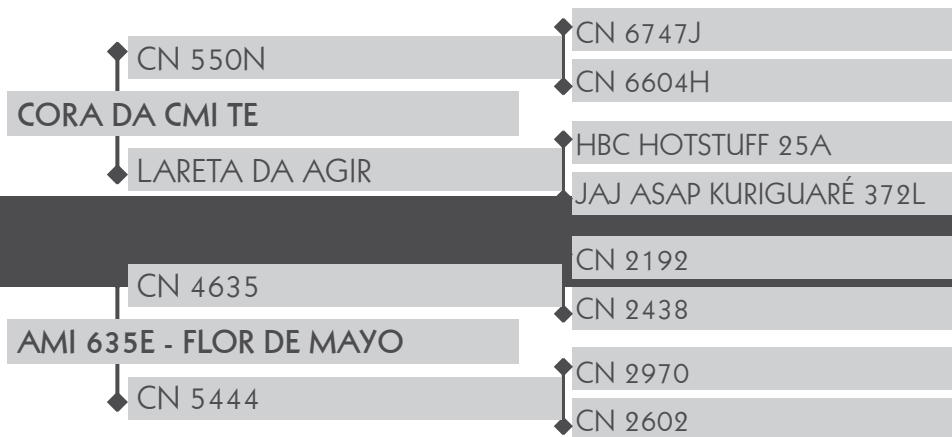 CN 6747J
CN 550N
CN 6604H
CORA DA CMI TE
HBC HOTSTUFF 25A
LARETA DA AGIR
JAJ ASAP KURIGUARÉ 372L
CN 2192
CN 4635
CN 2438
AMI 635E - FLOR DE MAYO
CN 2970
CN 5444
CN 2602